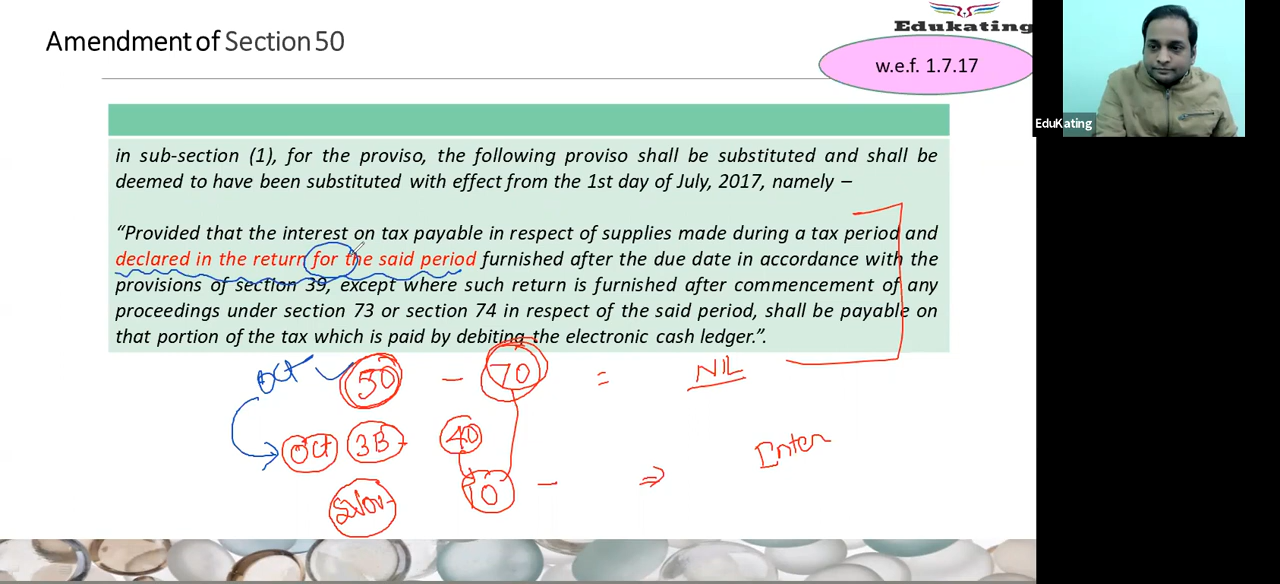 Amendment of Section 50
Edukating
w.e.f. 1.7.17
EduKating
in sub-section (1), for the proviso, the following proviso shall be substituted and shall be
deemed to have been substituted with effect from the 1st day of July, 2017, namely –
“Provided that the interest on tax payable in respect of supplies made during a tax period and
declared in the return for the said period furnished after the due date in accordance with the
provisions of section 39, except where such return is furnished after commencement of any
proceedings under section 73 or section 74 in respect of the said period, shall be payable on
that portion of the tax which is paid by debiting the electronic cash ledger.”.
Oct 50 – 70 = NIL
Oct 3B 40
10 – ⇒ Inter